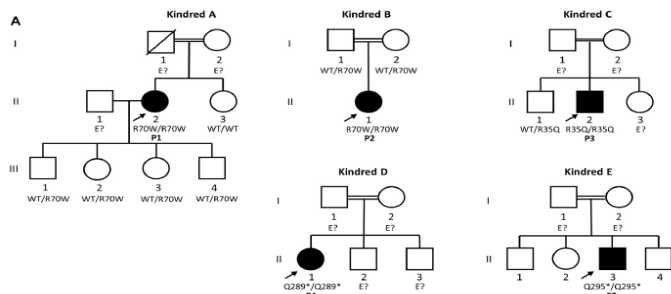 A
Kindred A
Kindred B
Kindred C
I
1
2
E?
E?
I
1
2
WT/R70W
WT/R70W
I
1
2
E?
E?
II
1
2
3
E?
R70W/R70W
WT/WT
P1
II
1
R70W/R70W
P2
II
1
2
3
WT/R35Q
R35Q/R35Q
E?
P3
III
1
2
3
4
WT/R70W
WT/R70W
WT/R70W
WT/R70W
Kindred D
Kindred E
I
1
2
E?
E?
I
1
2
E?
E?
II
1
2
3
Q289*/Q289*
E?
E?
II
1
2
3
4
Q295*/Q295*